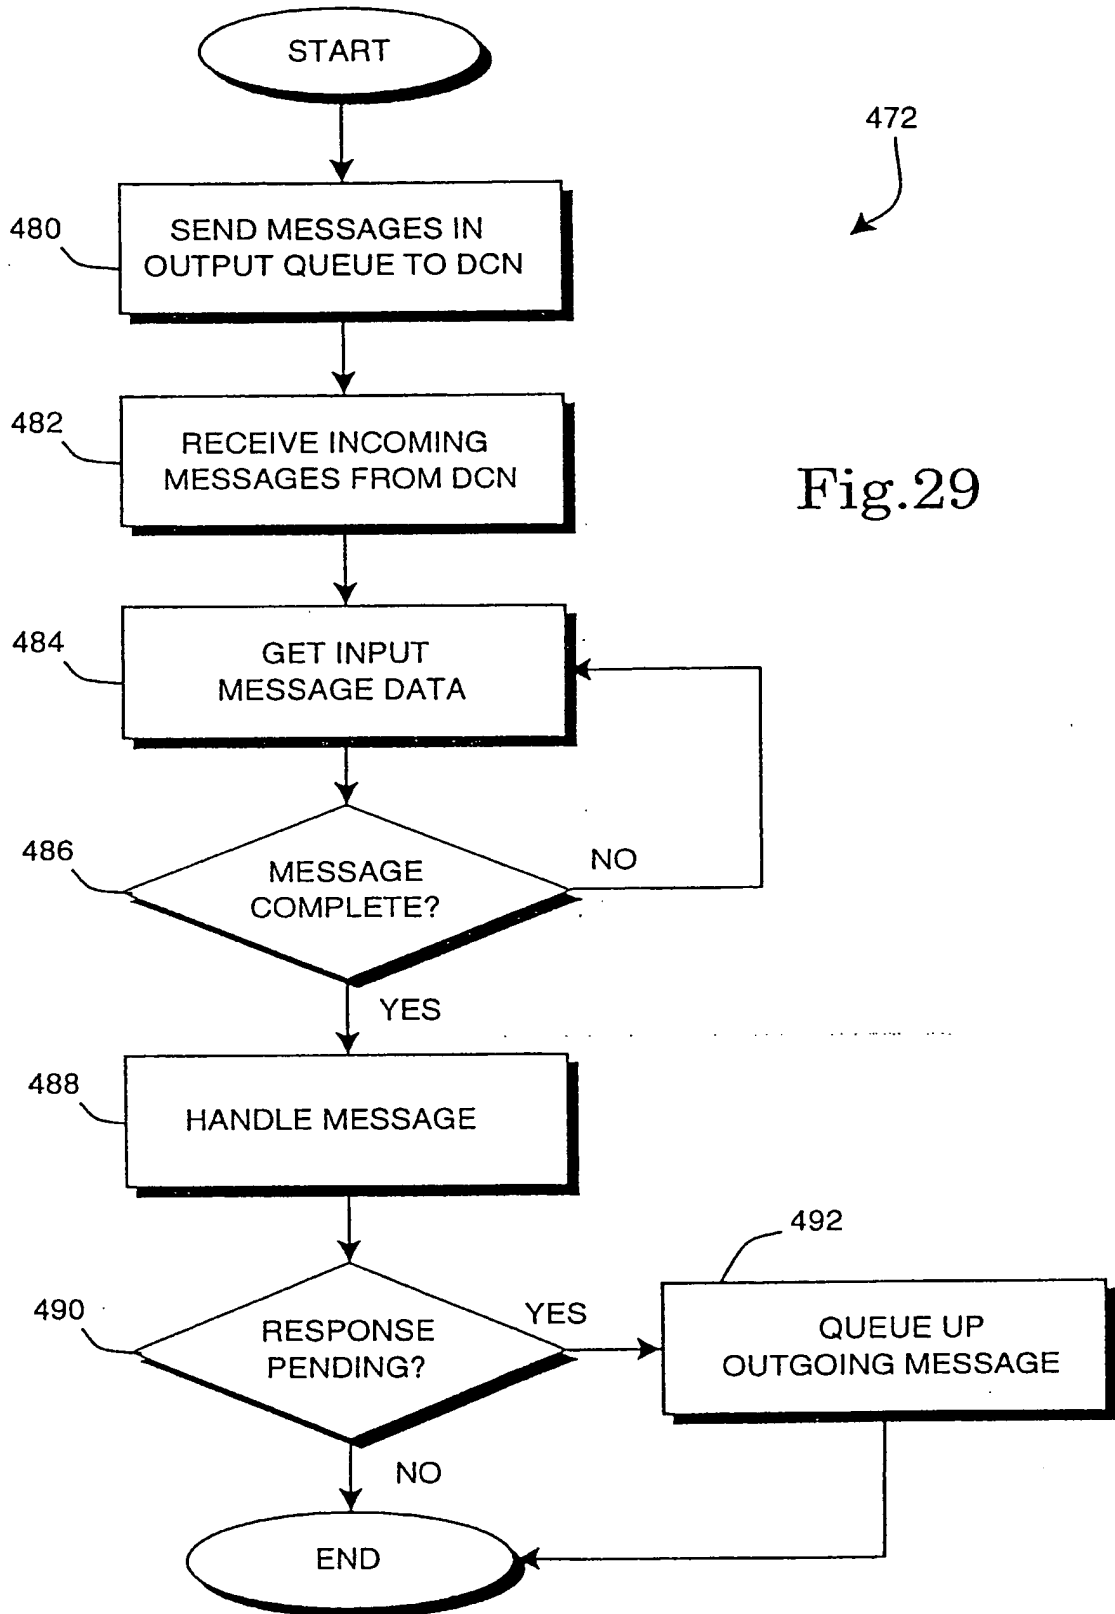 START
472
480
SEND MESSAGES IN
OUTPUT QUEUE TO DCN
482
RECEIVE INCOMING
MESSAGES FROM DCN
Fig.29
484
GET INPUT
MESSAGE DATA
486
MESSAGE
COMPLETE?
NO
YES
488
HANDLE MESSAGE
492
490
RESPONSE
PENDING?
YES
QUEUE UP
OUTGOING MESSAGE
NO
END